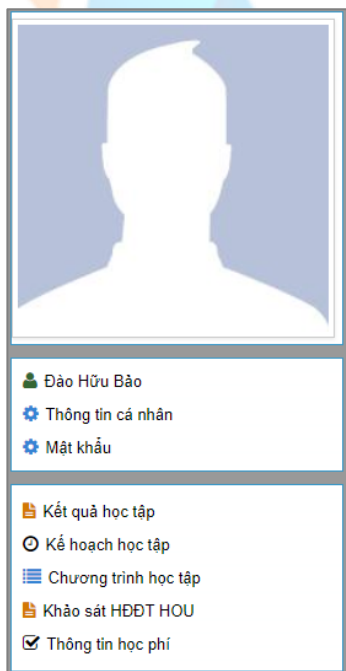 Đào Hữu Bảo
Thông tin cá nhân
Mật khẩu
Kết quả học tập
Kế hoạch học tập
Chương trình học tập
Khảo sát HĐĐT HOU
Thông tin học phí